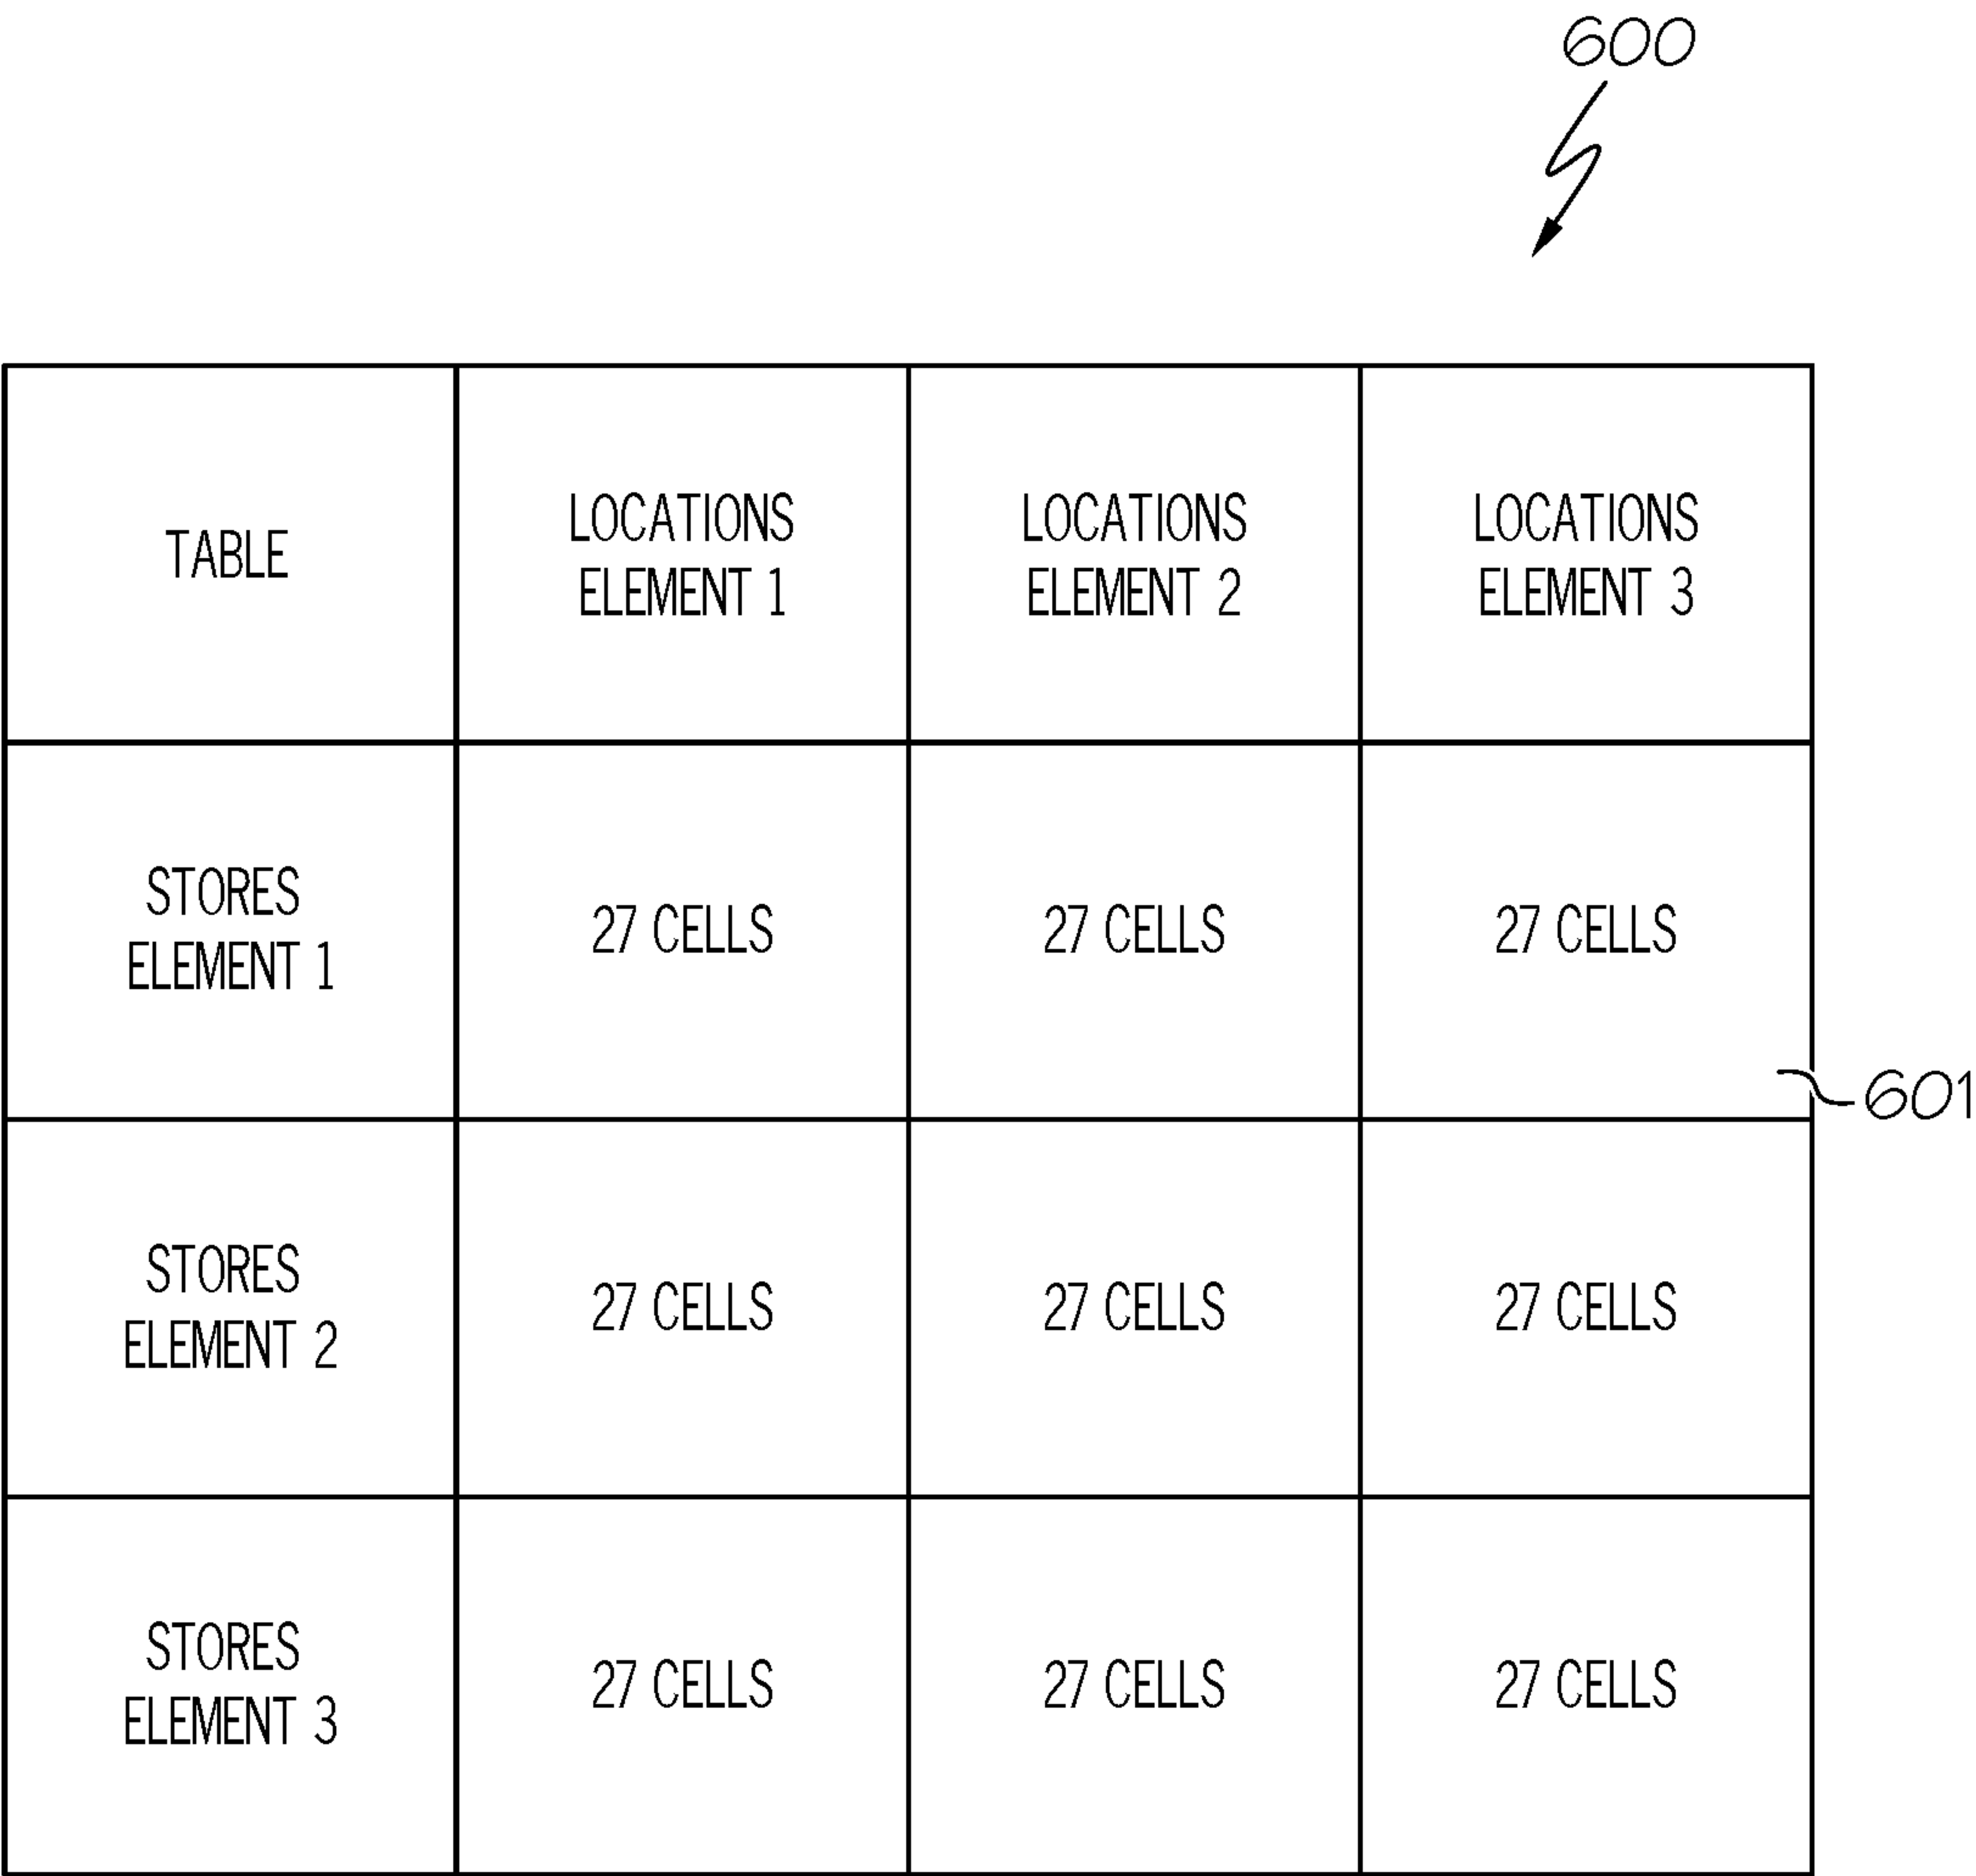 600
TABLE
LOCATIONS
ELEMENT 1
LOCATIONS
ELEMENT 2
LOCATIONS
ELEMENT 3
STORES
ELEMENT 1
27 CELLS
27 CELLS
27 CELLS
601
STORES
ELEMENT 2
27 CELLS
27 CELLS
27 CELLS
STORES
ELEMENT 3
27 CELLS
27 CELLS
27 CELLS